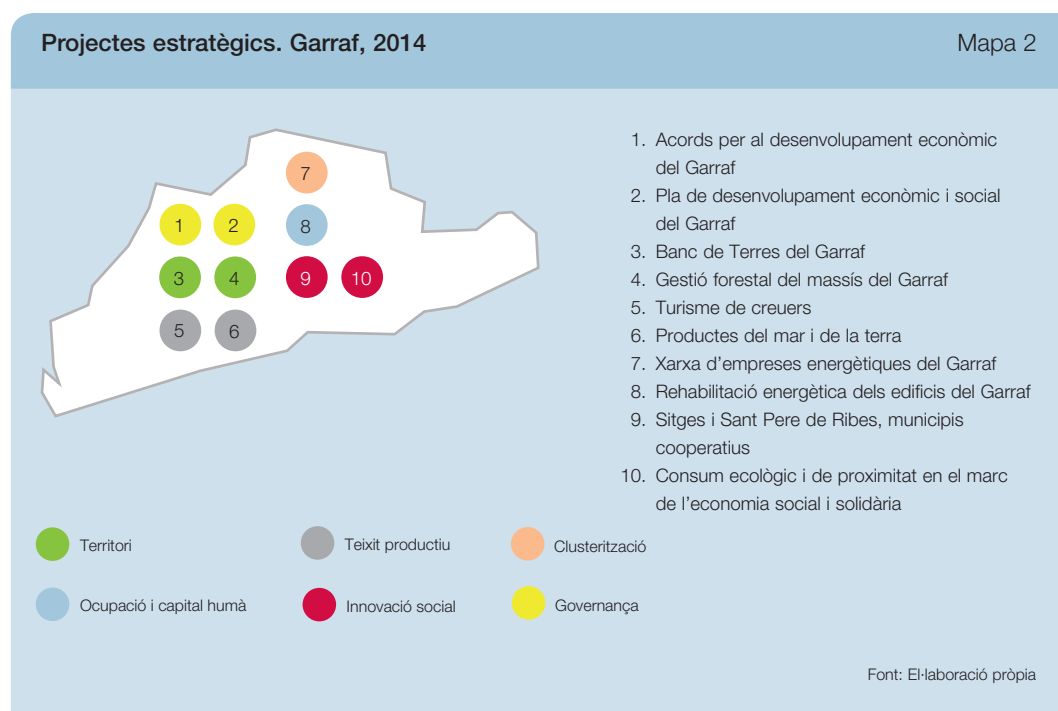 Projectes estratègics. Garraf, 2014
Mapa 2
7
1 2 8
3 4 9 10
5 6
1. Acords per al desenvolupament econòmic
del Garraf
2. Pla de desenvolupament econòmic i social
del Garraf
3. Banc de Terres del Garraf
4. Gestió forestal del massís del Garraf
5. Turisme de creuers
6. Productes del mar i de la terra
7. Xarxa d’empreses energètiques del Garraf
8. Rehabilitació energètica dels edificis del Garraf
9. Sitges i Sant Pere de Ribes, municipis
cooperatius
10. Consum ecològic i de proximitat en el marc
de l’economia social i solidària
Territori
Teixit productiu
Clusterització
Ocupació i capital humà
Innovació social
Governança
Font: El·laboració pròpia